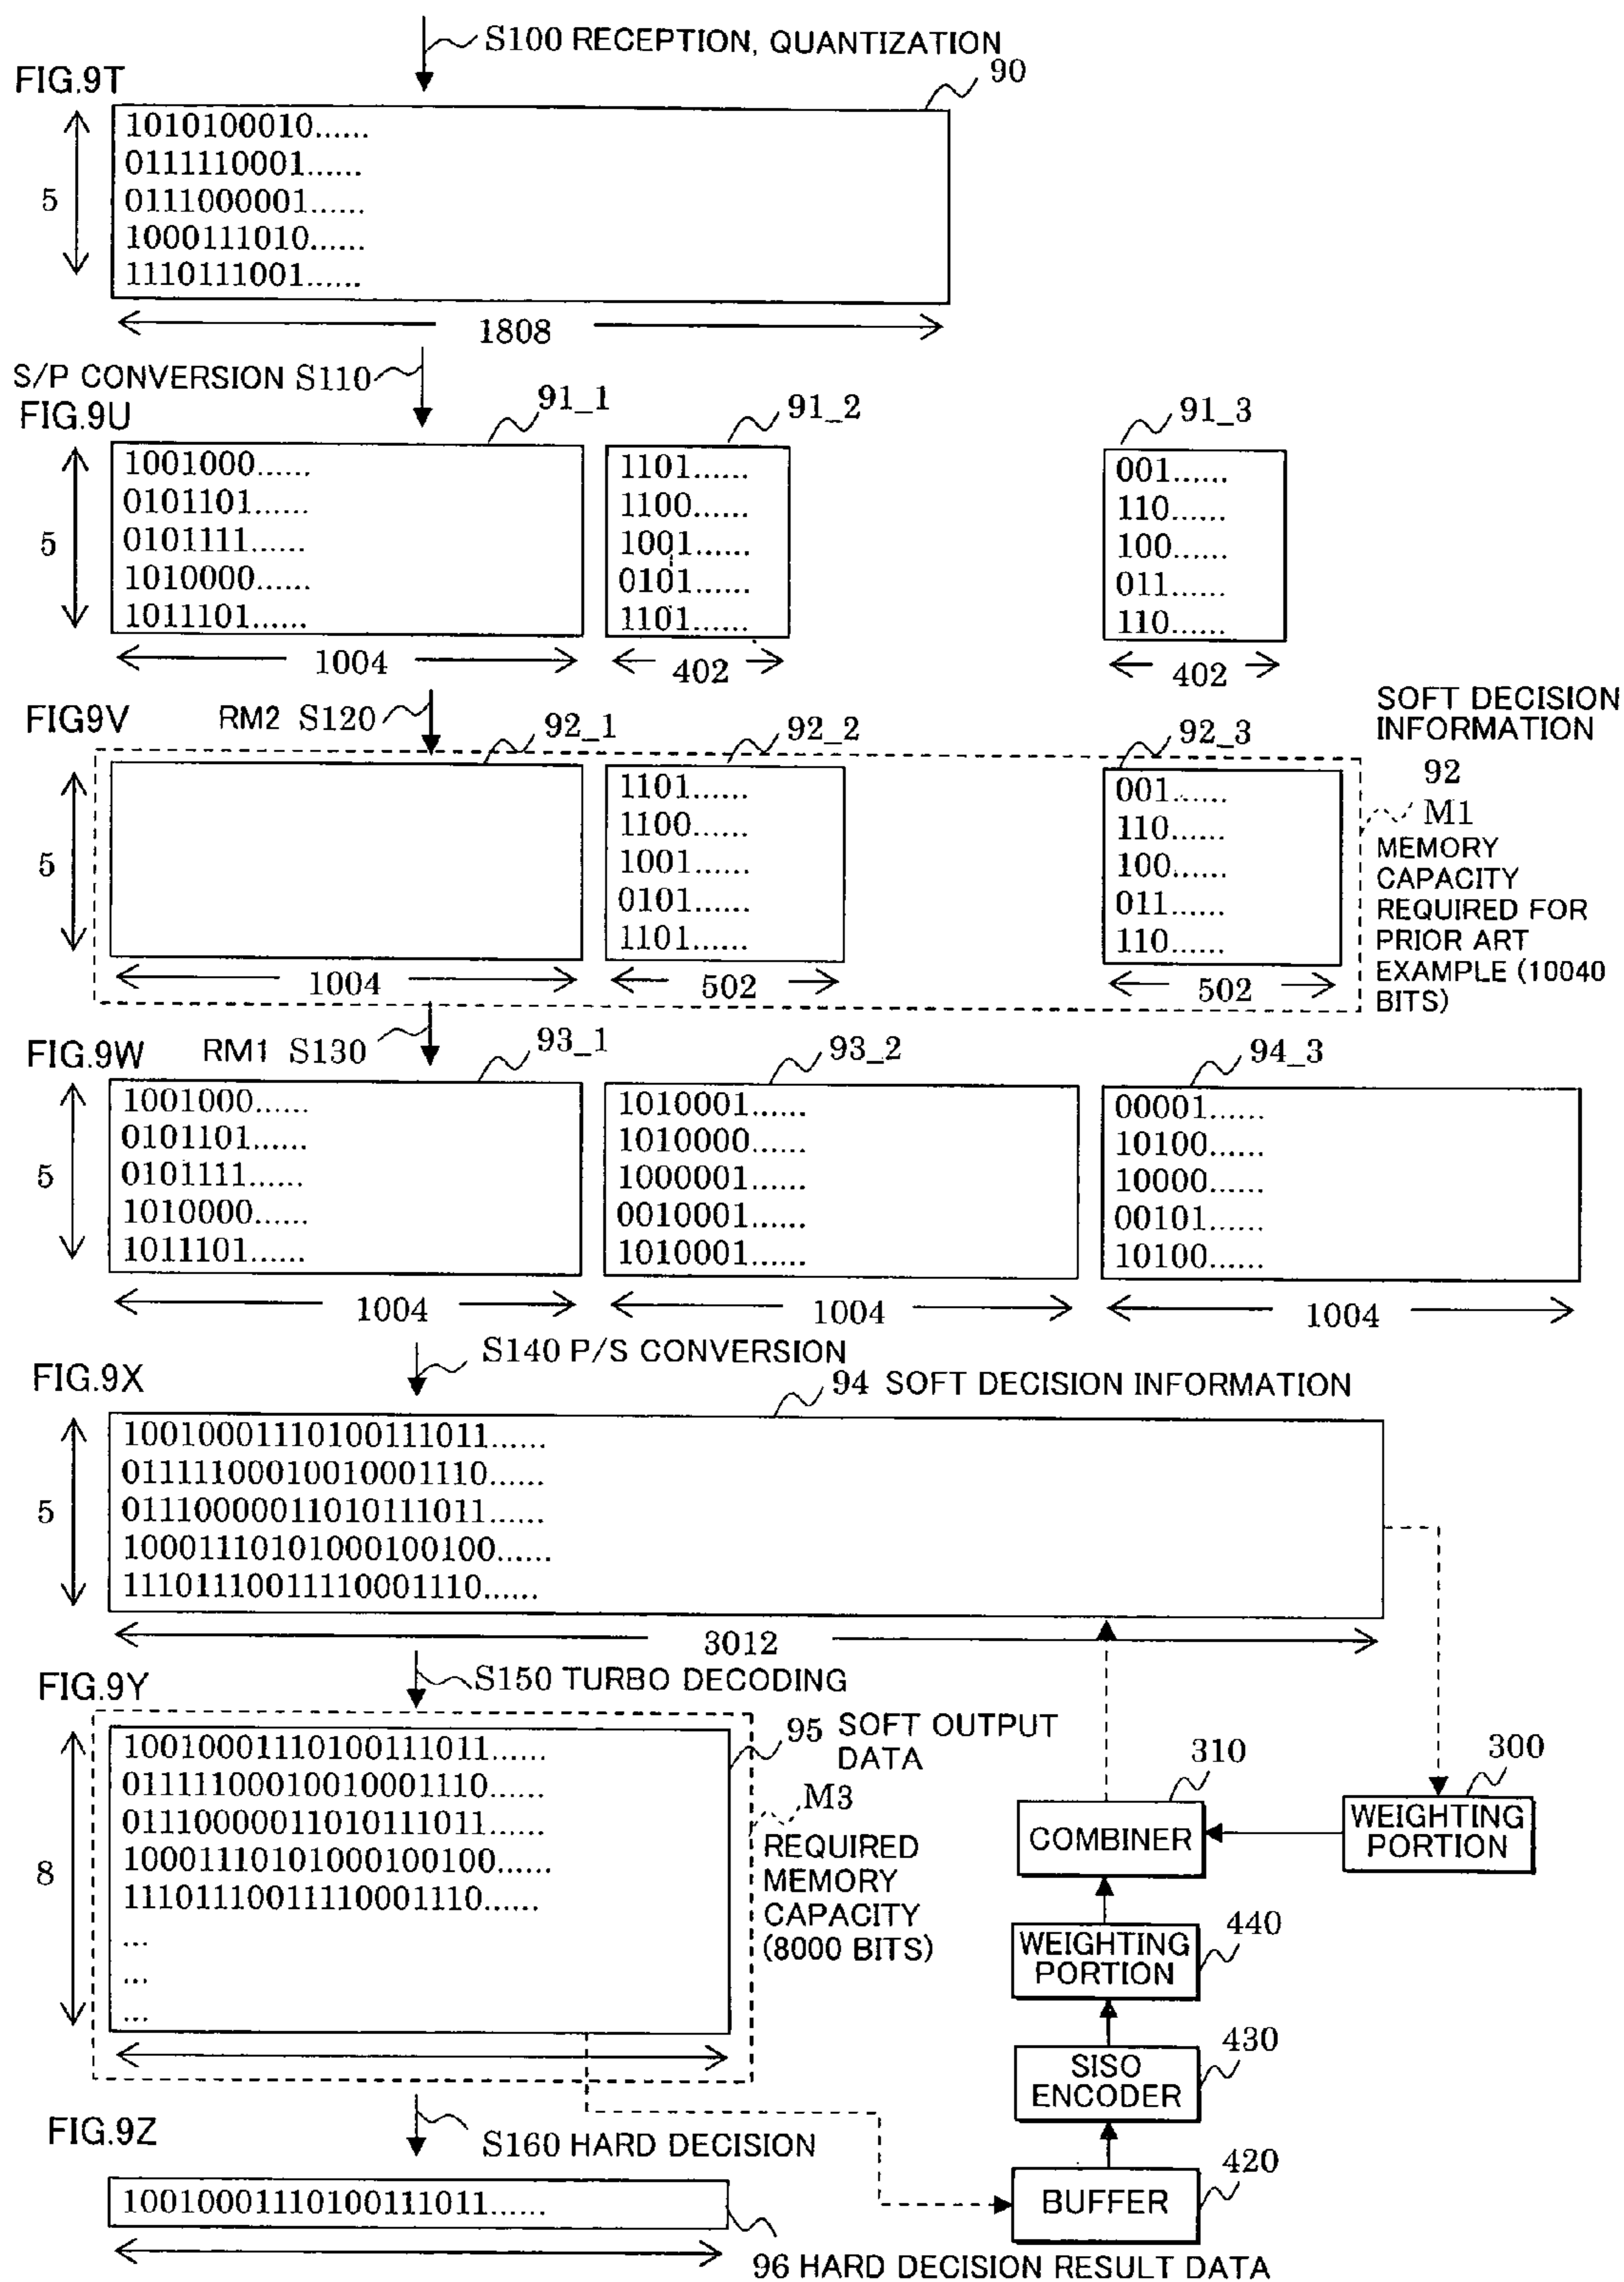 S100 RECEPTION, QUANTIZATION
FIG.9T
90
1010100010......
0111110001......
0111000001......
1000111010......
1110111001......
5
1808
S/P CONVERSION S110
FIG.9U
91_1
91_2
91_3
1001000......
0101101......
0101111......
1010000......
1011101......
1101......
1100......
1001......
0101......
1101......
001......
110......
100......
011......
110......
5
1004
402
402
FIG9V
RM2 S120
92_1
92_2
92_3
SOFT DECISION
INFORMATION
92
M1
MEMORY
CAPACITY
REQUIRED FOR
PRIOR ART
EXAMPLE (10040
BITS)
1101......
1100......
1001......
0101......
1101......
001......
110......
100......
011......
110......
5
1004
502
502
FIG.9W
RM1 S130
93_1
93_2
94_3
1001000......
0101101......
0101111......
1010000......
1011101......
1010001......
1010000......
1000001......
0010001......
1010001......
00001......
10100......
10000......
00101......
10100......
5
1004
1004
1004
S140 P/S CONVERSION
FIG.9X
94 SOFT DECISION INFORMATION
10010001110100111011......
01111100010010001110......
01110000011010111011......
10001110101000100100......
11101110011110001110......
5
3012
S150 TURBO DECODING
FIG.9Y
95 SOFT OUTPUT
DATA
M3
REQUIRED
MEMORY
CAPACITY
(8000 BITS)
10010001110100111011......
01111100010010001110......
01110000011010111011......
10001110101000100100......
11101110011110001110......
...
...
...
8
310
COMBINER
300
WEIGHTING
PORTION
440
WEIGHTING
PORTION
430
SISO
ENCODER
420
BUFFER
FIG.9Z
S160 HARD DECISION
10010001110100111011......
96 HARD DECISION RESULT DATA